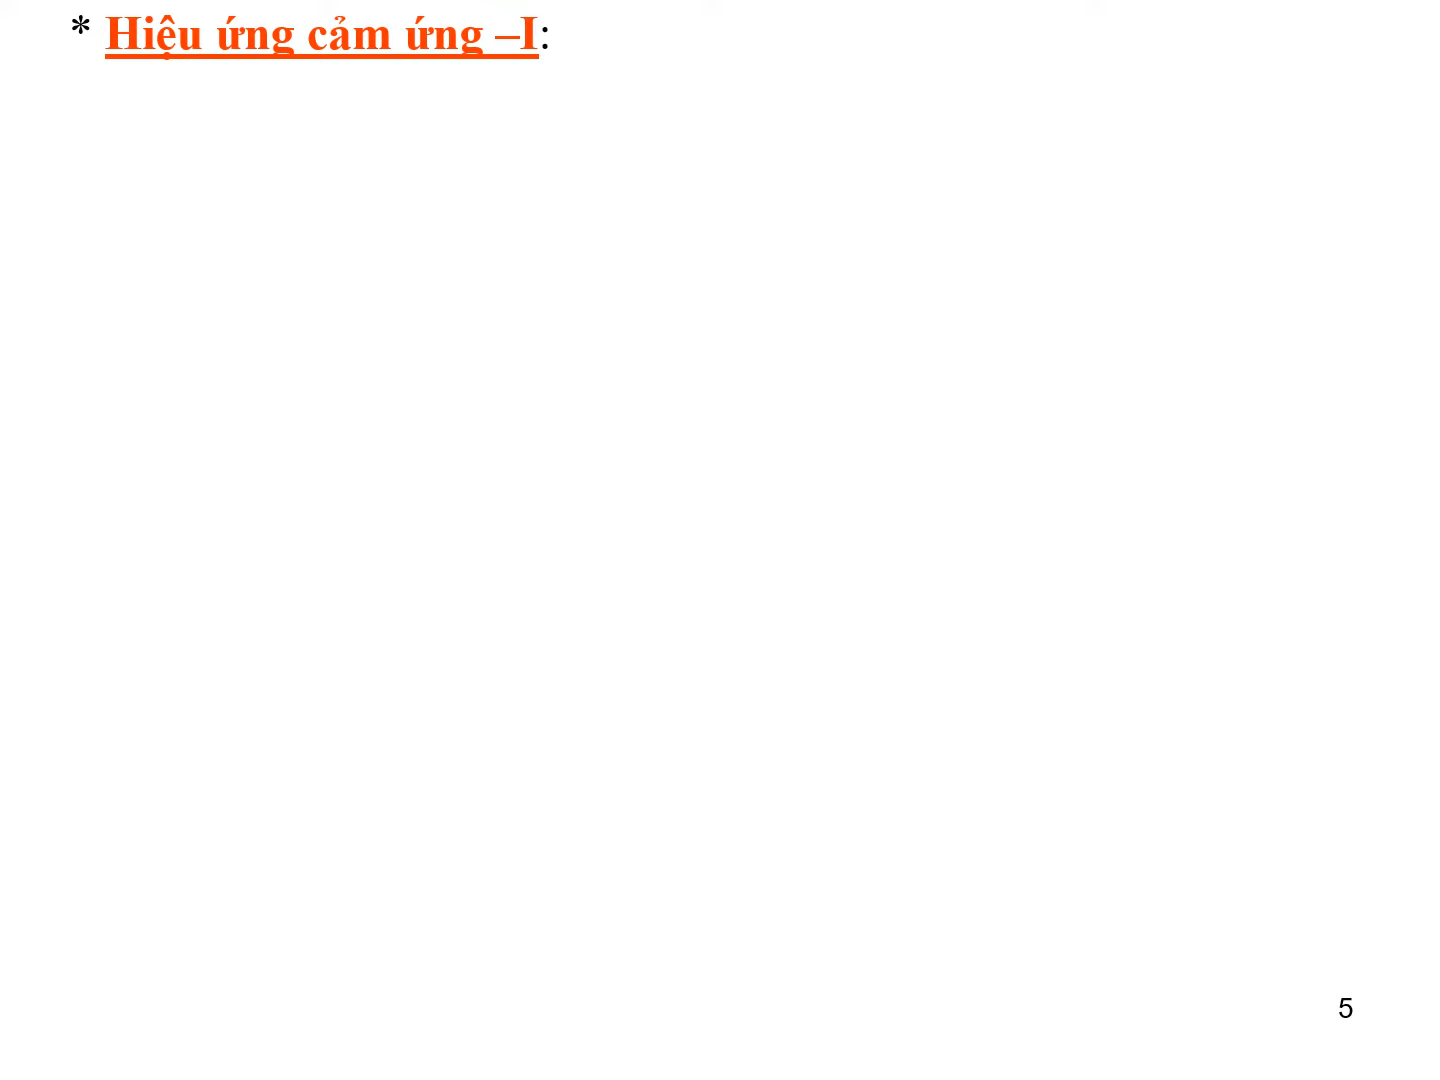 * Hiệu ứng cảm ứng –I:
5